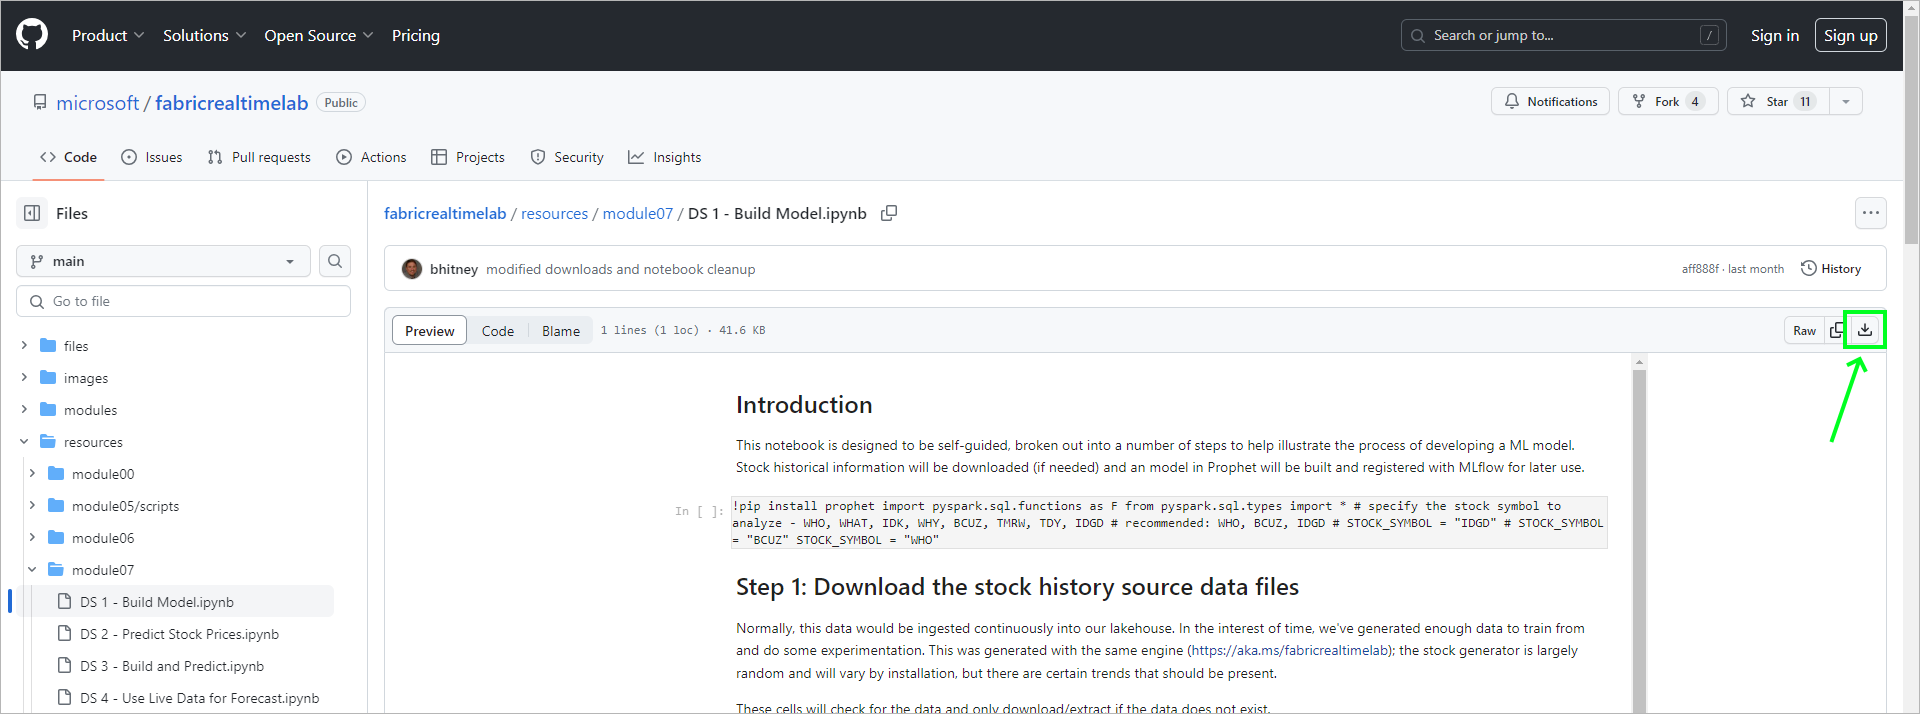 Product Solutions Open Source Pricing Search or jump to... / Sign in Sign up
microsoft / fabricrealtimelab Public Notifications Fork 4 Star 11
Code Issues Pull requests Actions Projects Security Insights
Files
main
Go to file
files
images
modules
resources
module00
module05/scripts
module06
module07
DS 1 - Build Model.ipynb
DS 2 - Predict Stock Prices.ipynb
DS 3 - Build and Predict.ipynb
DS 4 - Use Live Data for Forecast.ipynb
fabricrealtimelab / resources / module07 / DS 1 - Build Model.ipynb
bhitney modified downloads and notebook cleanup aff888f · last month History
Preview Code Blame 1 lines (1 loc) · 41.6 KB Raw
Introduction
This notebook is designed to be self-guided, broken out into a number of steps to help illustrate the process of developing a ML model.
Stock historical information will be downloaded (if needed) and an model in Prophet will be built and registered with MLflow for later use.
In [ ]: !pip install prophet import pyspark.sql.functions as F from pyspark.sql.types import * # specify the stock symbol to
analyze - WHO, WHAT, IDK, WHY, BCUZ, TMRW, TDY, IDGD # recommended: WHO, BCUZ, IDGD # STOCK_SYMBOL = "IDGD" # STOCK_SYMBOL
= "BCUZ" STOCK_SYMBOL = "WHO"
Step 1: Download the stock history source data files
Normally, this data would be ingested continuously into our lakehouse. In the interest of time, we've generated enough data to train from
and do some experimentation. This was generated with the same engine (https://aka.ms/fabricrealtimelab); the stock generator is largely
random and will vary by installation, but there are certain trends that should be present.
These cells will check for the data and only download/extract if the data does not exist.